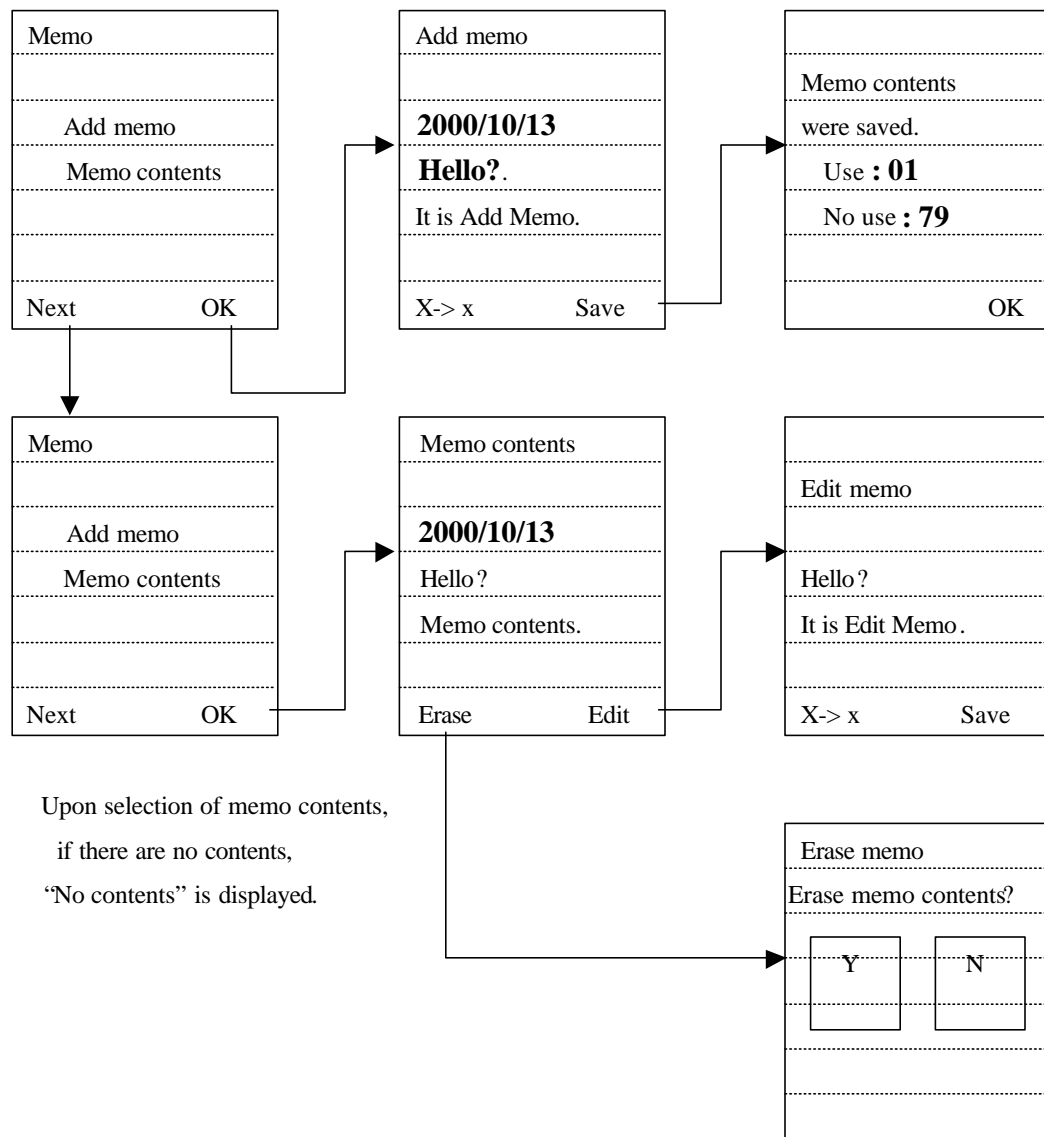 Memo
Add memo
Memo contents
Next OK
Add memo
2000/10/13
Hello?.
It is Add Memo.
X-> x Save
Memo contents
were saved.
Use : 01
No use : 79
OK
Memo
Add memo
Memo contents
Next OK
Memo contents
2000/10/13
Hello?
Memo contents.
Erase Edit
Edit memo
Hello?
It is Edit Memo.
X-> x Save
Upon selection of memo contents,
if there are no contents,
“No contents” is displayed.
Erase memo
Erase memo contents?
Y N